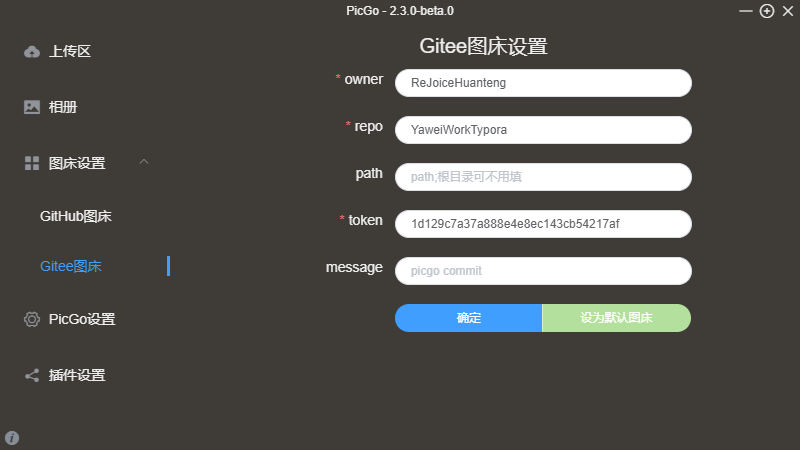 PicGo - 2.3.0-beta.0
上传区
相册
图床设置
GitHub图床
Gitee图床
PicGo设置
插件设置
Gitee图床设置
* owner
ReJoiceHuanteng
* repo
YaweiWorkTypora
path
path;根目录可不用填
* token
1d129c7a37a888e4e8ec143cb54217af
message
picgo commit
确定
设为默认图床